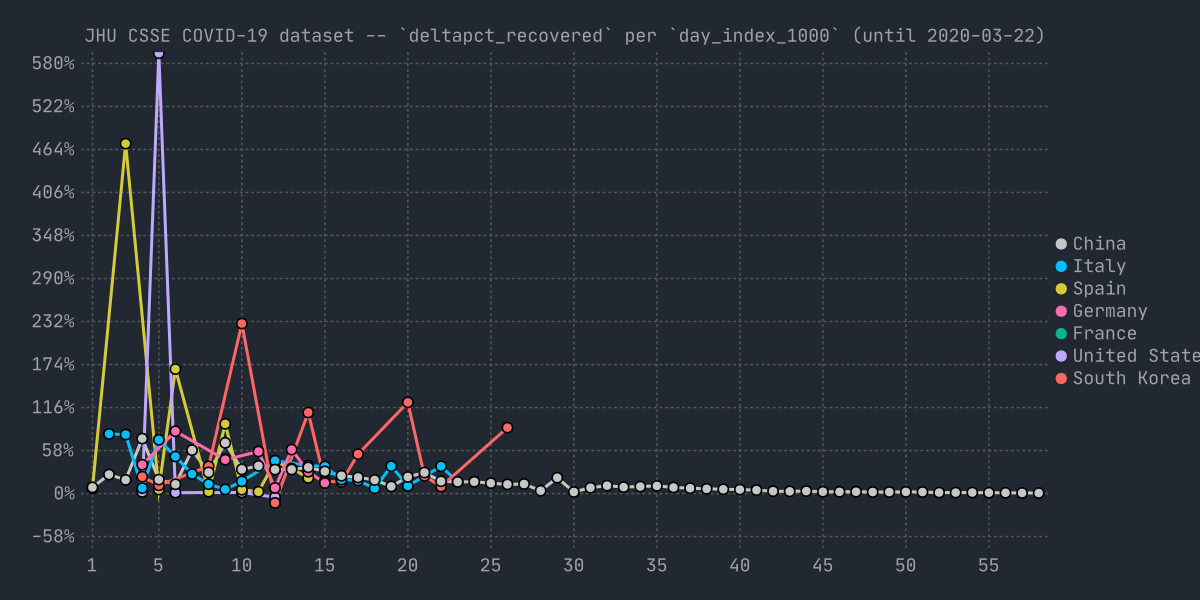 JHU CSSE COVID-19 dataset -- `deltapct_recovered` per `day_index_1000` (until 2020-03-22)
580%
522%
464%
406%
348%
290%
232%
174%
116%
58%
0%
-58%
1 5 10 15 20 25 30 35 40 45 50 55
China
Italy
Spain
Germany
France
United State
South Korea